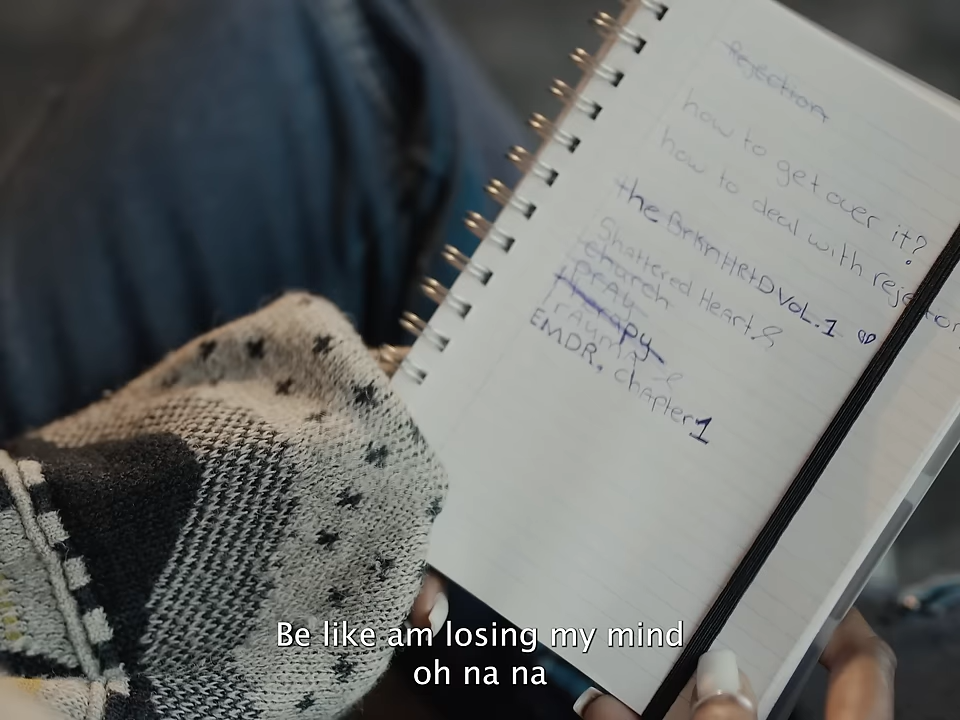 Rejection
how to get over it?
how to deal with rejection
the BrKnHRtD VOL.1
Shattered Heart &
church
PrAy
therapy
TRAUMA &
EMDR, chapter 1
Be like am losing my mind
oh na na